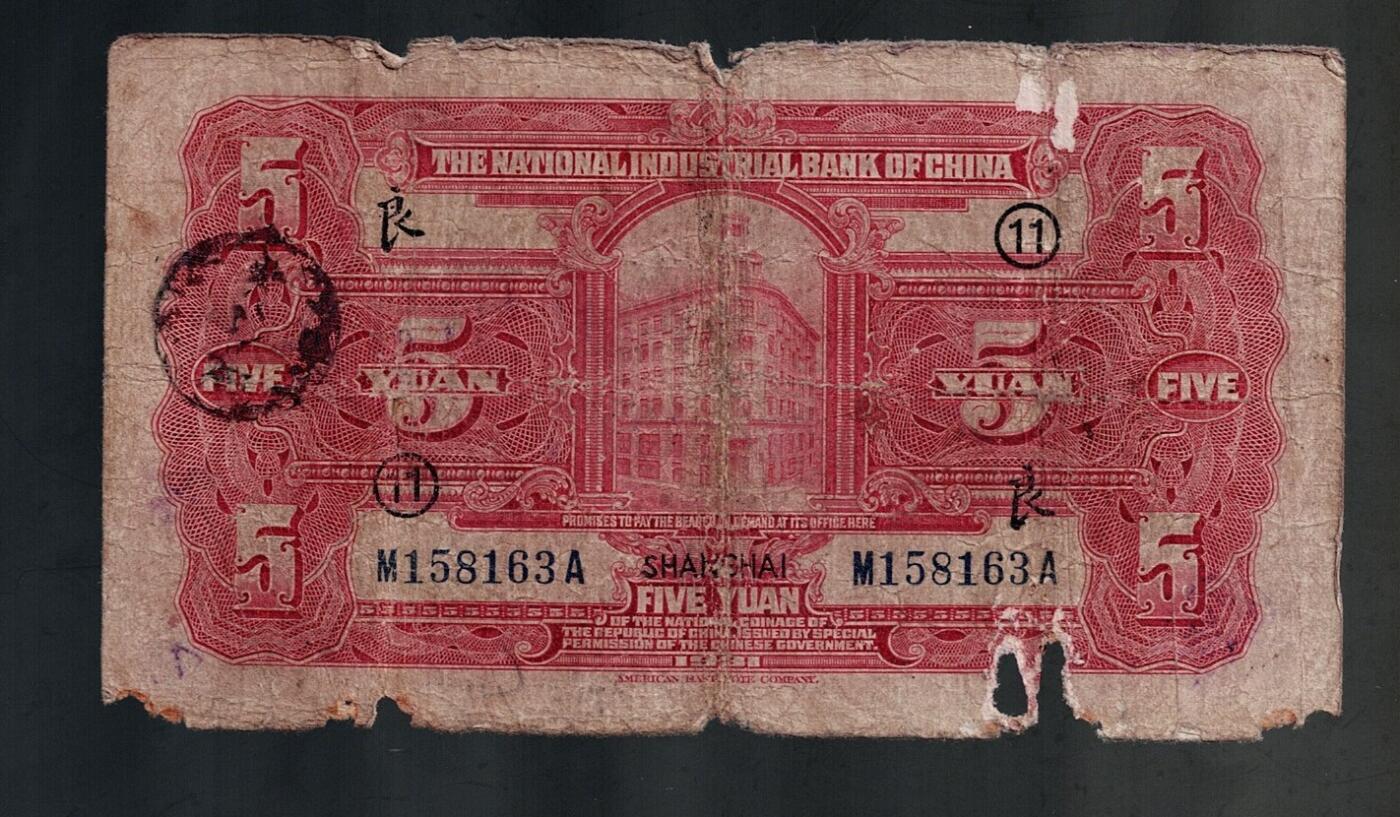 5 5
THE NATIONAL INDUSTRIAL BANK OF CHINA
良 11
5 YUAN 5 YUAN
FIVE FIVE
11 良
PROMISES TO PAY THE BEARER ON DEMAND AT ITS OFFICE HERE
5 5
M158163A SHANGHAI M158163A
FIVE YUAN
OF THE NATIONAL COINAGE OF
THE REPUBLIC OF CHINA, ISSUED BY SPECIAL
PERMISSION OF THE CHINESE GOVERNMENT.
1931
AMERICAN BANK NOTE COMPANY.